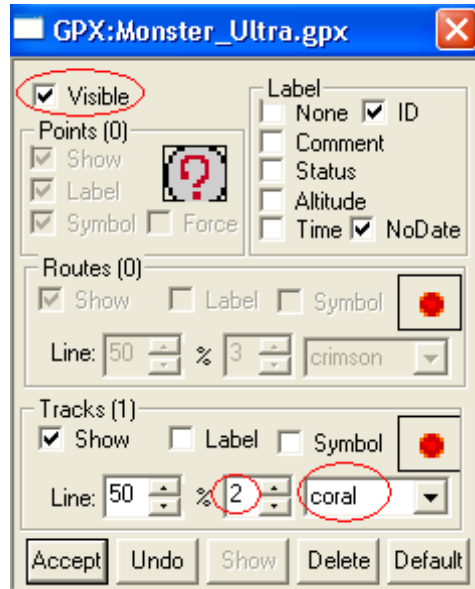 GPX:Monster_Ultra.gpx
Visible
Label
None ID
Comment
Status
Altitude
Time NoDate
Points (0)
Show
Label
Symbol Force
Routes (0)
Show Label Symbol
Line: 50 % 3 crimson
Tracks (1)
Show Label Symbol
Line: 50 % 2 coral
Accept Undo Show Delete Default